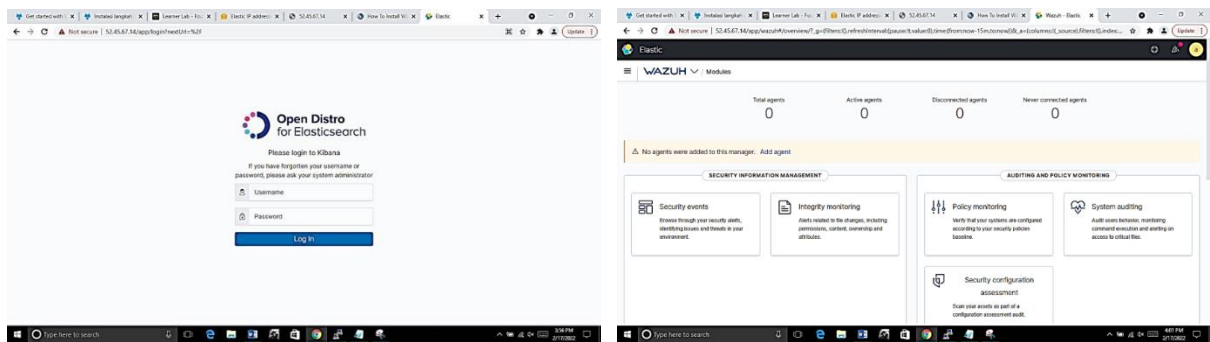 Get started with
Instalasi langkah
Learner Lab - Fou
Elastic IP address
52.45.67.14
How To Install W
Elastic
Not secure | 52.45.67.14/app/login?nextUrl=%2F
Update
Open Distro
for Elasticsearch
Please login to Kibana
If you have forgotten your username or
password, please ask your system administrator
Username
Password
Log In
Type here to search
3:56 PM
2/17/2022
Get started with
Instalasi langkah
Learner Lab - Fou
Elastic IP address
52.45.67.14
How To Install W
Wazuh - Elastic
Not secure | 52.45.67.14/app/wazuh#/overview/?_g=(filters:!(),refreshInterval:(pause:!t,value:0),time:(from:now-15m,to:now))&_a=(columns:!(_source),filters:!(),index...
Update
Elastic
a
WAZUH / Modules
Total agents
0
Active agents
0
Disconnected agents
0
Never connected agents
0
No agents were added to this manager. Add agent
SECURITY INFORMATION MANAGEMENT
Security events
Browse through your security alerts,
identifying issues and threats in your
environment.
Integrity monitoring
Alerts related to file changes, including
permissions, content, ownership and
attributes.
AUDITING AND POLICY MONITORING
Policy monitoring
Verify that your systems are configured
according to your security policies
baseline.
System auditing
Audit users behavior, monitoring
command execution and alerting on
access to critical files.
Security configuration
assessment
Scan your assets as part of a
configuration assessment audit.
Type here to search
4:01 PM
2/17/2022